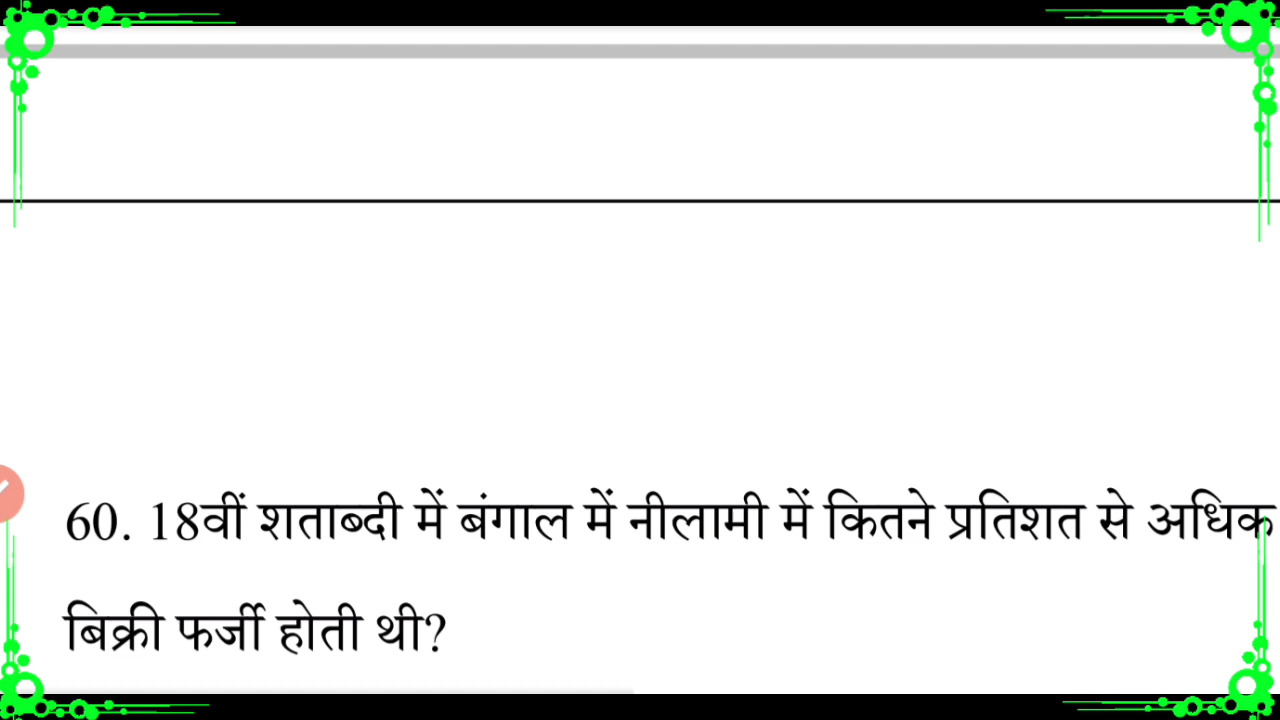 60. 18वीं शताब्दी में बंगाल में नीलामी में कितने प्रतिशत से अधिक
बिक्री फर्जी होती थी?